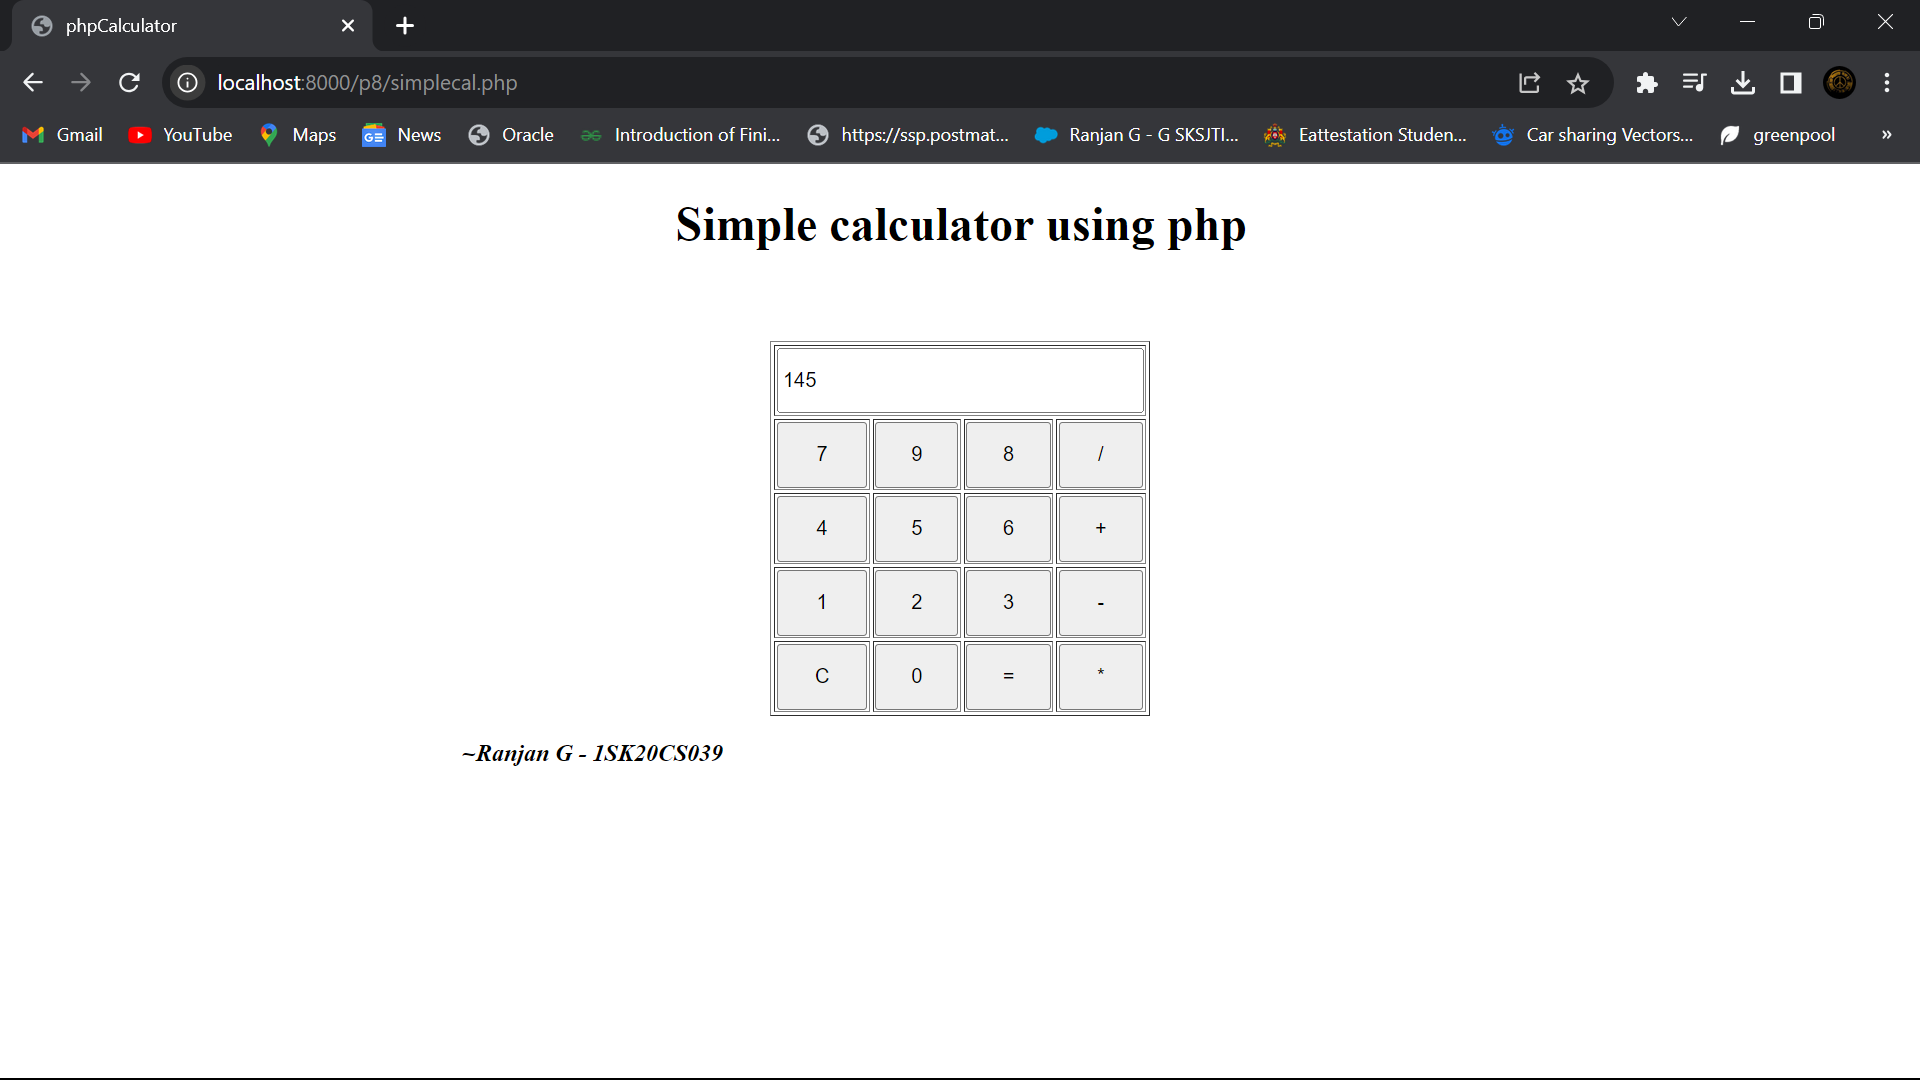 phpCalculator
localhost:8000/p8/simplecal.php
Gmail YouTube Maps News Oracle Introduction of Fini... https://ssp.postmat... Ranjan G - G SKSJTI... Eattestation Studen... Car sharing Vectors... greenpool »
Simple calculator using php
145
7 9 8 /
4 5 6 +
1 2 3 -
C 0 = *
~Ranjan G - 1SK20CS039